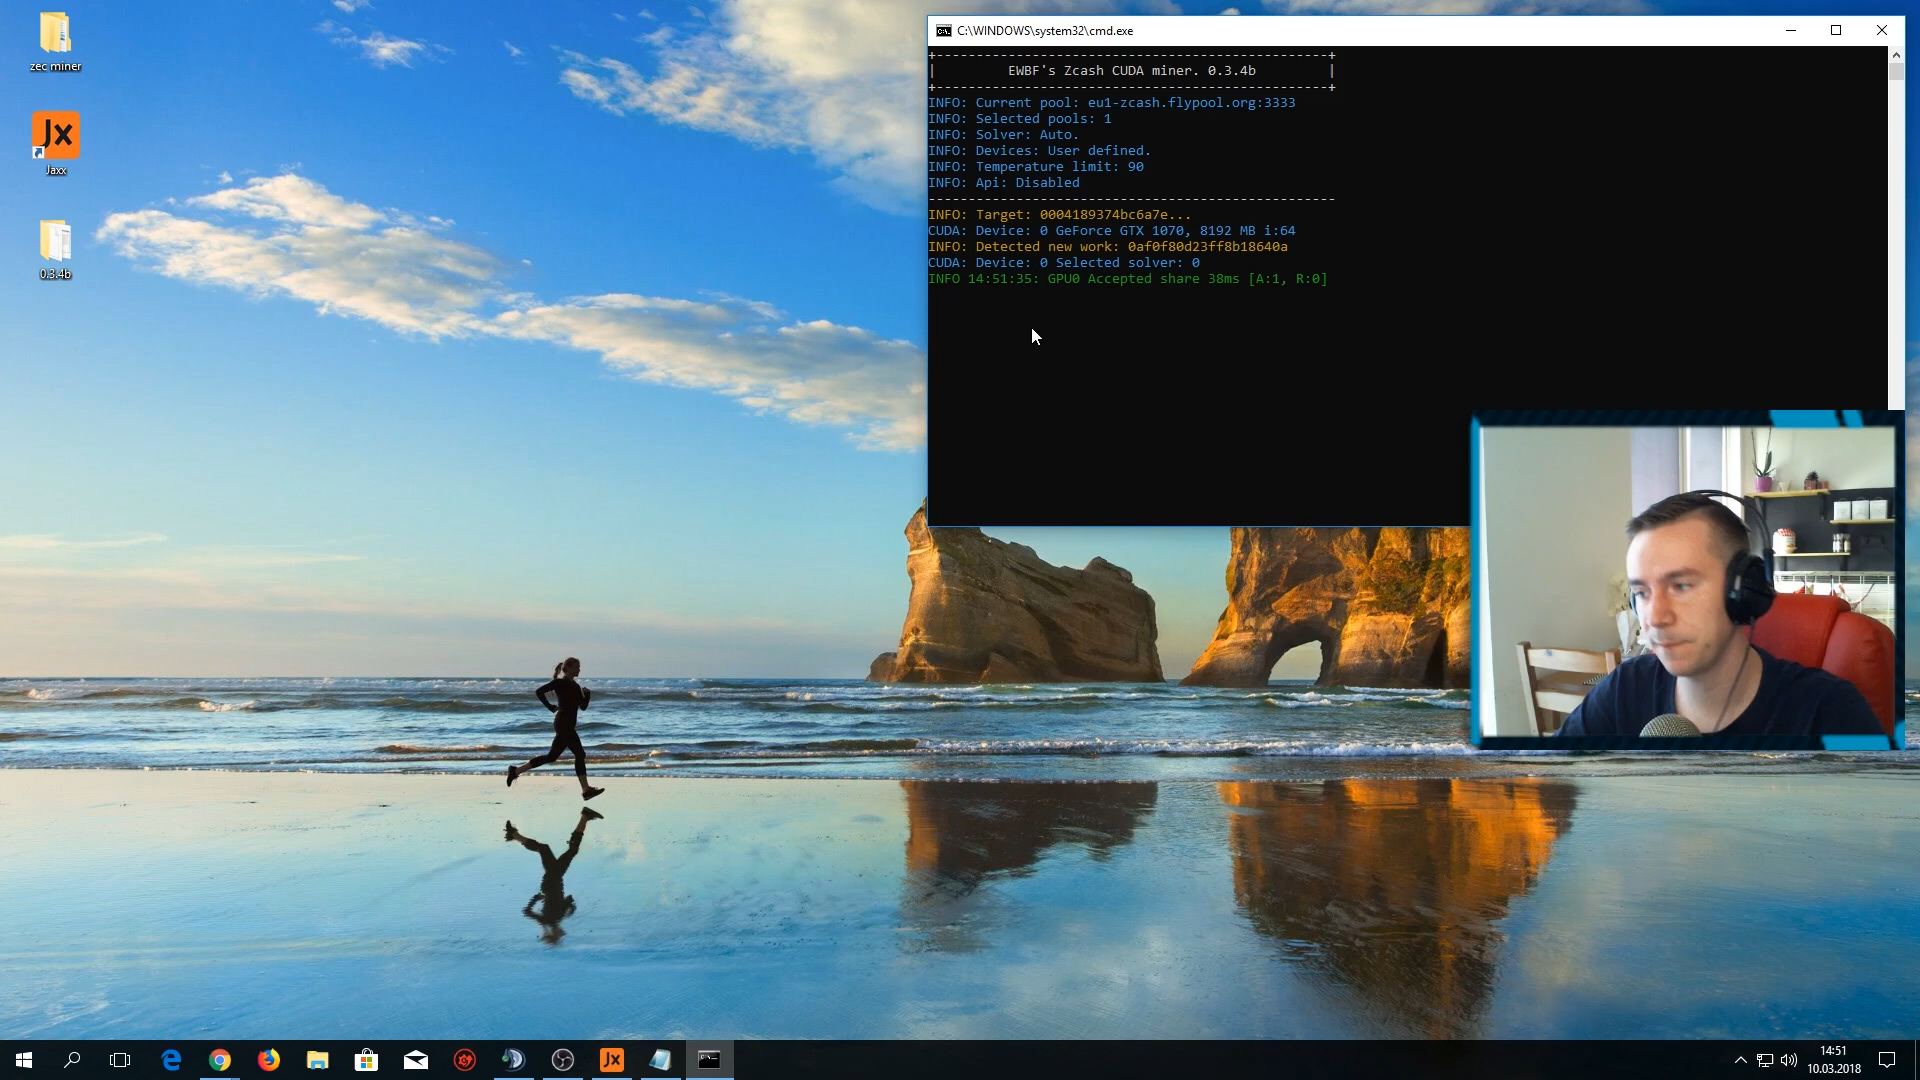 zec miner
Jaxx
0.3.4b
C:\WINDOWS\system32\cmd.exe
+-------------------------------------------------+
| EWBF's Zcash CUDA miner. 0.3.4b |
+-------------------------------------------------+
INFO: Current pool: eu1-zcash.flypool.org:3333
INFO: Selected pools: 1
INFO: Solver: Auto.
INFO: Devices: User defined.
INFO: Temperature limit: 90
INFO: Api: Disabled
---------------------------------------------------
INFO: Target: 0004189374bc6a7e...
CUDA: Device: 0 GeForce GTX 1070, 8192 MB i:64
INFO: Detected new work: 0af0f80d23ff8b18640a
CUDA: Device: 0 Selected solver: 0
INFO 14:51:35: GPU0 Accepted share 38ms [A:1, R:0]
14:51
10.03.2018